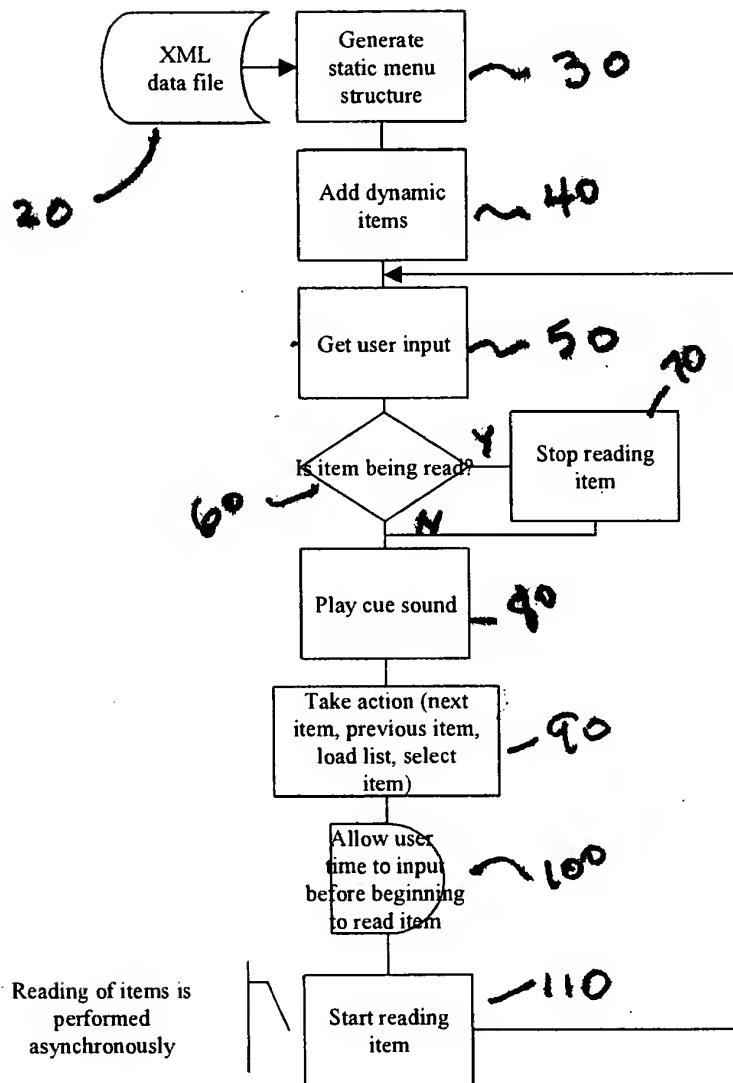 XML
data file
Generate
static menu
structure
30
20
Add dynamic
items
40
Get user input
50
70
Is item being read?
Y
Stop reading
item
60
N
Play cue sound
80
Take action (next
item, previous item,
load list, select
item)
90
Allow user
time to input
before beginning
to read item
100
Reading of items is
performed
asynchronously
Start reading
item
110